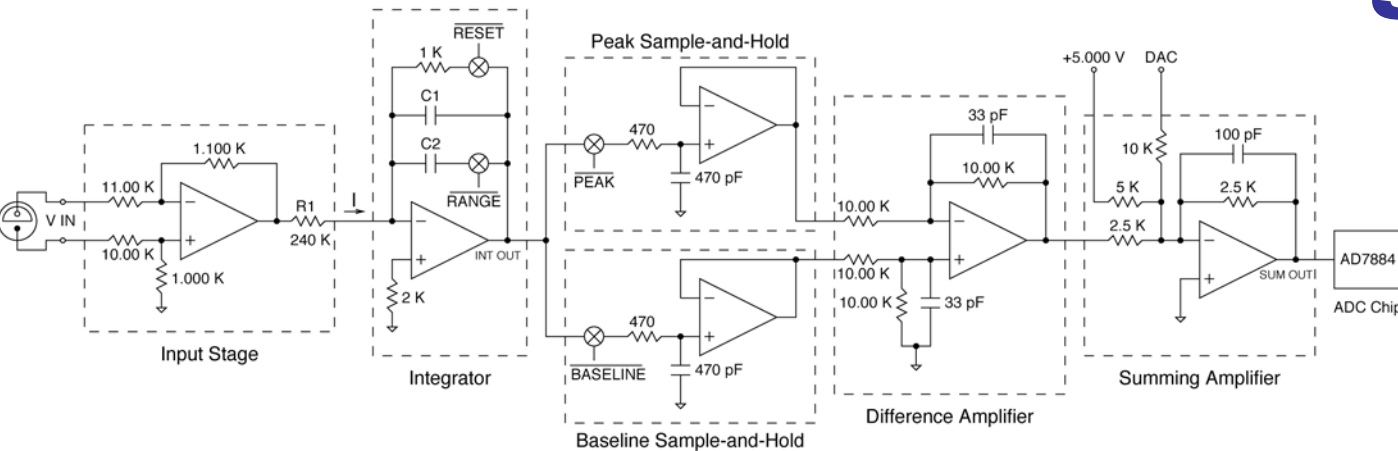 V IN
11.00 K
10.00 K
1.100 K
1.000 K
R1
240 K
I
Input Stage
RESET
1 K
C1
C2
RANGE
INT OUT
2 K
Integrator
Peak Sample-and-Hold
PEAK
470
470 pF
BASELINE
470
470 pF
Baseline Sample-and-Hold
10.00 K
33 pF
10.00 K
10.00 K
10.00 K
33 pF
Difference Amplifier
+5.000 V
DAC
10 K
5 K
2.5 K
100 pF
2.5 K
SUM OUT
Summing Amplifier
AD7884
ADC Chip